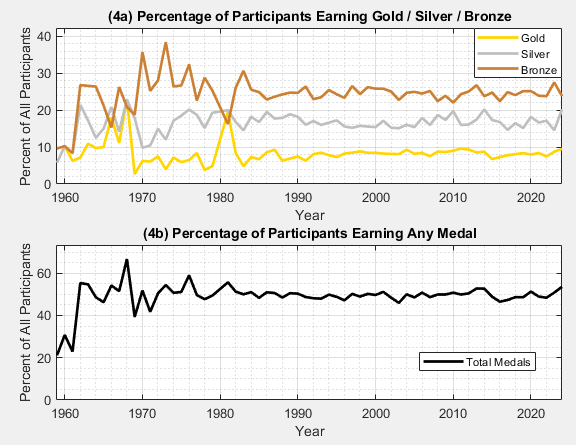 (4a) Percentage of Participants Earning Gold / Silver / Bronze
Percent of All Participants
40
30
20
10
0
Gold
Silver
Bronze
1960 1970 1980 1990 2000 2010 2020
Year
(4b) Percentage of Participants Earning Any Medal
Percent of All Participants
60
40
20
0
Total Medals
1960 1970 1980 1990 2000 2010 2020
Year